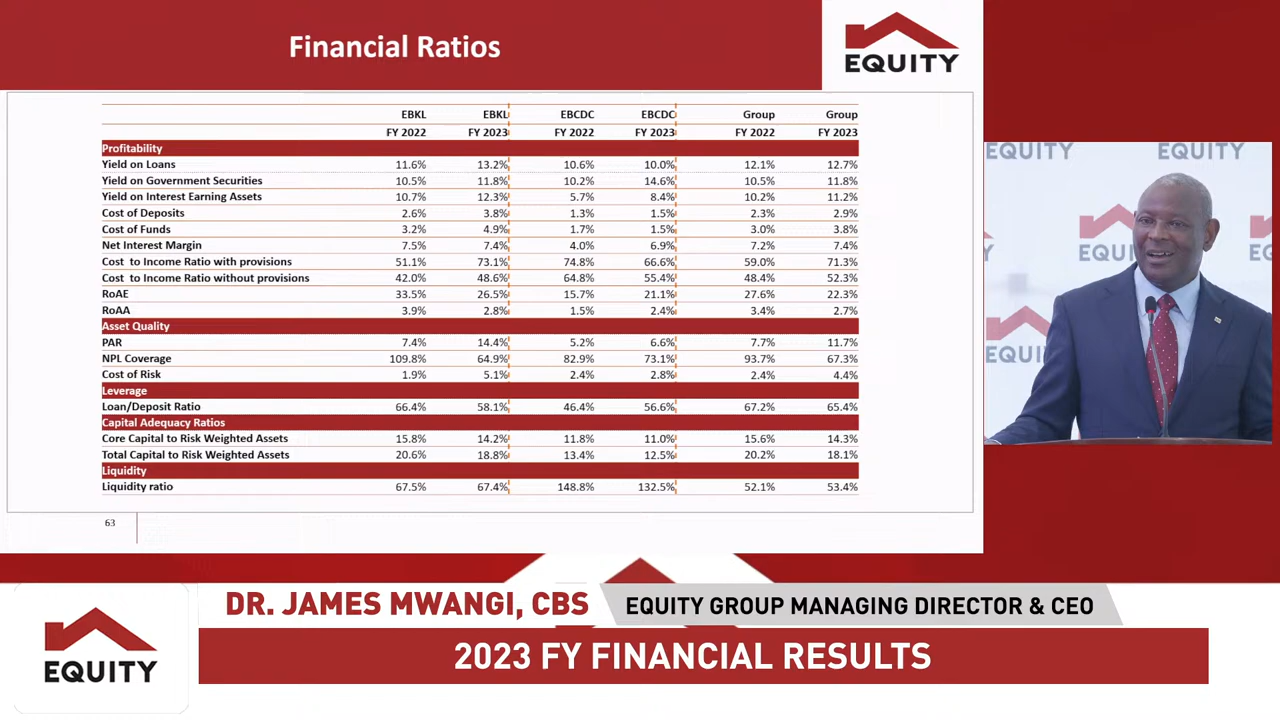 Financial Ratios
EQUITY
EBKL EBKL EBCDC EBCDC Group Group
FY 2022 FY 2023 FY 2022 FY 2023 FY 2022 FY 2023
Profitability
Yield on Loans 11.6% 13.2% 10.6% 10.0% 12.1% 12.7%
Yield on Government Securities 10.5% 11.8% 10.2% 14.6% 10.5% 11.8%
Yield on Interest Earning Assets 10.7% 12.3% 5.7% 8.4% 10.2% 11.2%
Cost of Deposits 2.6% 3.8% 1.3% 1.5% 2.3% 2.9%
Cost of Funds 3.2% 4.9% 1.7% 1.5% 3.0% 3.8%
Net Interest Margin 7.5% 7.4% 4.0% 6.9% 7.2% 7.4%
Cost to Income Ratio with provisions 51.1% 73.1% 74.8% 66.6% 59.0% 71.3%
Cost to Income Ratio without provisions 42.0% 48.6% 64.8% 55.4% 48.4% 52.3%
RoAE 33.5% 26.5% 15.7% 21.1% 27.6% 22.3%
RoAA 3.9% 2.8% 1.5% 2.4% 3.4% 2.7%
Asset Quality
PAR 7.4% 14.4% 5.2% 6.6% 7.7% 11.7%
NPL Coverage 109.8% 64.9% 82.9% 73.1% 93.7% 67.3%
Cost of Risk 1.9% 5.1% 2.4% 2.8% 2.4% 4.4%
Leverage
Loan/Deposit Ratio 66.4% 58.1% 46.4% 56.6% 67.2% 65.4%
Capital Adequacy Ratios
Core Capital to Risk Weighted Assets 15.8% 14.2% 11.8% 11.0% 15.6% 14.3%
Total Capital to Risk Weighted Assets 20.6% 18.8% 13.4% 12.5% 20.2% 18.1%
Liquidity
Liquidity ratio 67.5% 67.4% 148.8% 132.5% 52.1% 53.4%
63
EQUITY EQUITY
EQU
EQUI
EQUI
DR. JAMES MWANGI, CBS EQUITY GROUP MANAGING DIRECTOR & CEO
EQUITY
2023 FY FINANCIAL RESULTS